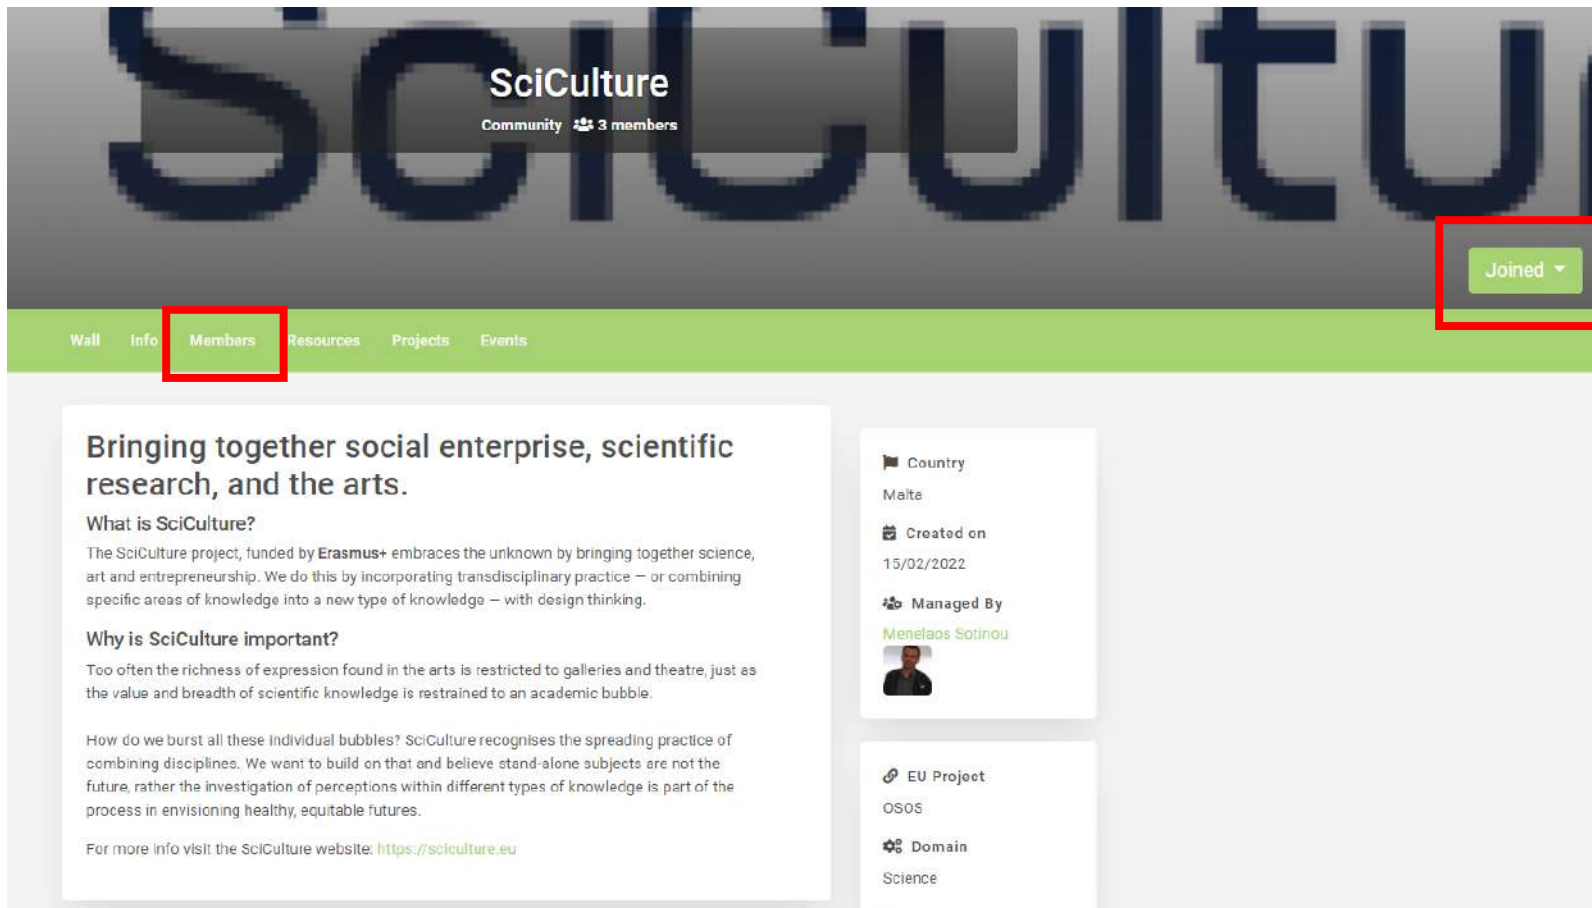 SciCultu
SciCulture
Community 3 members
Joined
Wall Info Members Resources Projects Events
Bringing together social enterprise, scientific
research, and the arts.
What is SciCulture?
The SciCulture project, funded by Erasmus+ embraces the unknown by bringing together science,
art and entrepreneurship. We do this by incorporating transdisciplinary practice — or combining
specific areas of knowledge into a new type of knowledge — with design thinking.
Why is SciCulture important?
Too often the richness of expression found in the arts is restricted to galleries and theatre, just as
the value and breadth of scientific knowledge is restrained to an academic bubble.
How do we burst all these individual bubbles? SciCulture recognises the spreading practice of
combining disciplines. We want to build on that and believe stand-alone subjects are not the
future, rather the investigation of perceptions within different types of knowledge is part of the
process in envisioning healthy, equitable futures.
For more info visit the SciCulture website: https://sciculture.eu
Country
Malta
Created on
15/02/2022
Managed By
Menelaos Sotiriou
EU Project
OSOS
Domain
Science